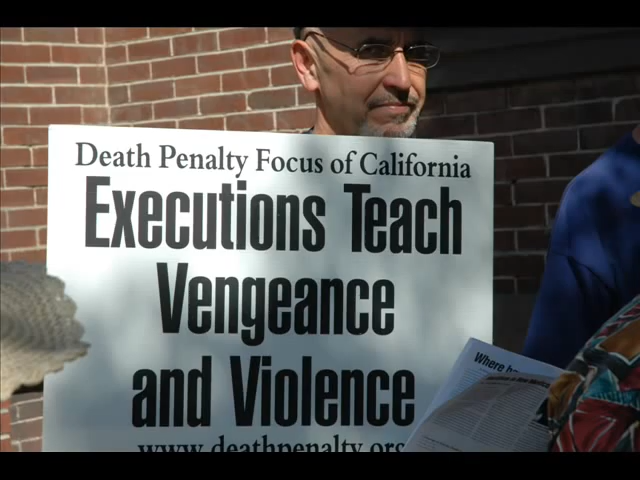 Death Penalty Focus of California
Executions Teach
Vengeance
and Violence
www.deathpenalty.org
Where